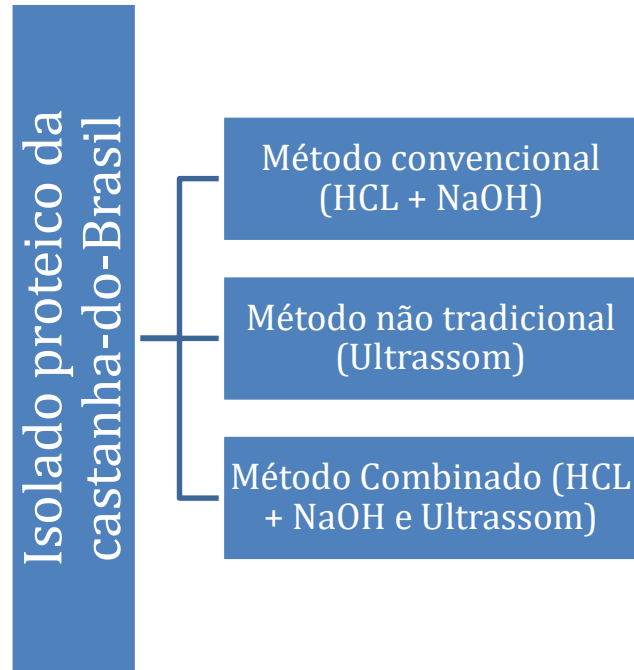 Isolado proteico da
castanha-do-Brasil
Método convencional
(HCL + NaOH)
Método não tradicional
(Ultrassom)
Método Combinado (HCL
+ NaOH e Ultrassom)